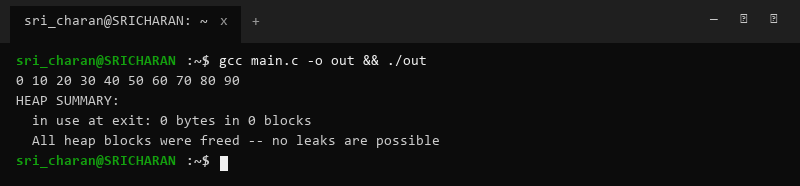 sri_charan@SRICHARAN: ~ x +
sri_charan@SRICHARAN :~$ gcc main.c -o out && ./out
0 10 20 30 40 50 60 70 80 90
HEAP SUMMARY:
in use at exit: 0 bytes in 0 blocks
All heap blocks were freed -- no leaks are possible
sri_charan@SRICHARAN :~$